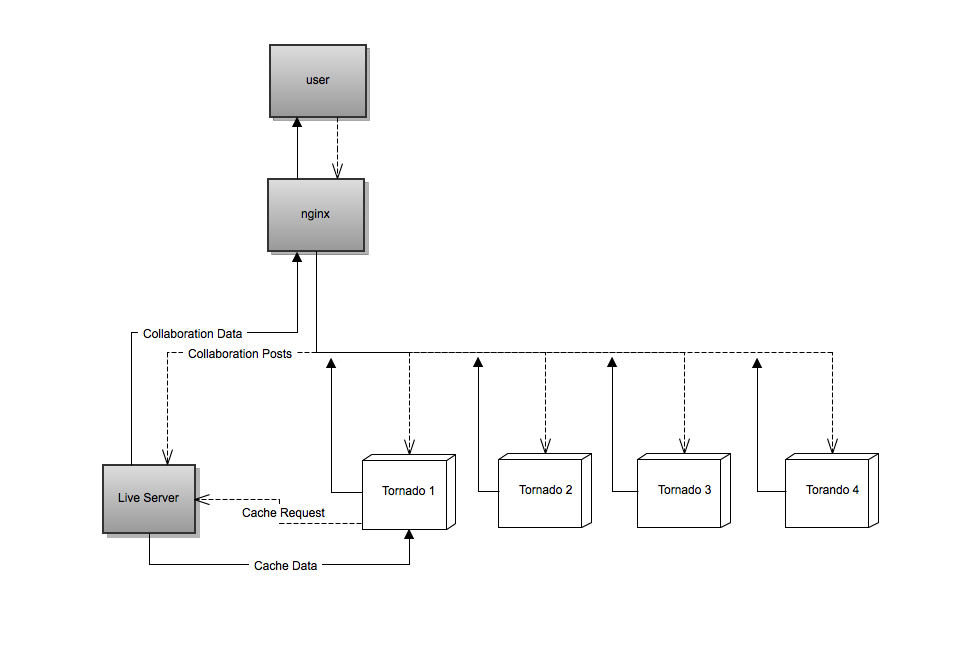 user
nginx
Collaboration Data
Collaboration Posts
Tornado 1
Tornado 2
Tornado 3
Torando 4
Live Server
Cache Request
Cache Data